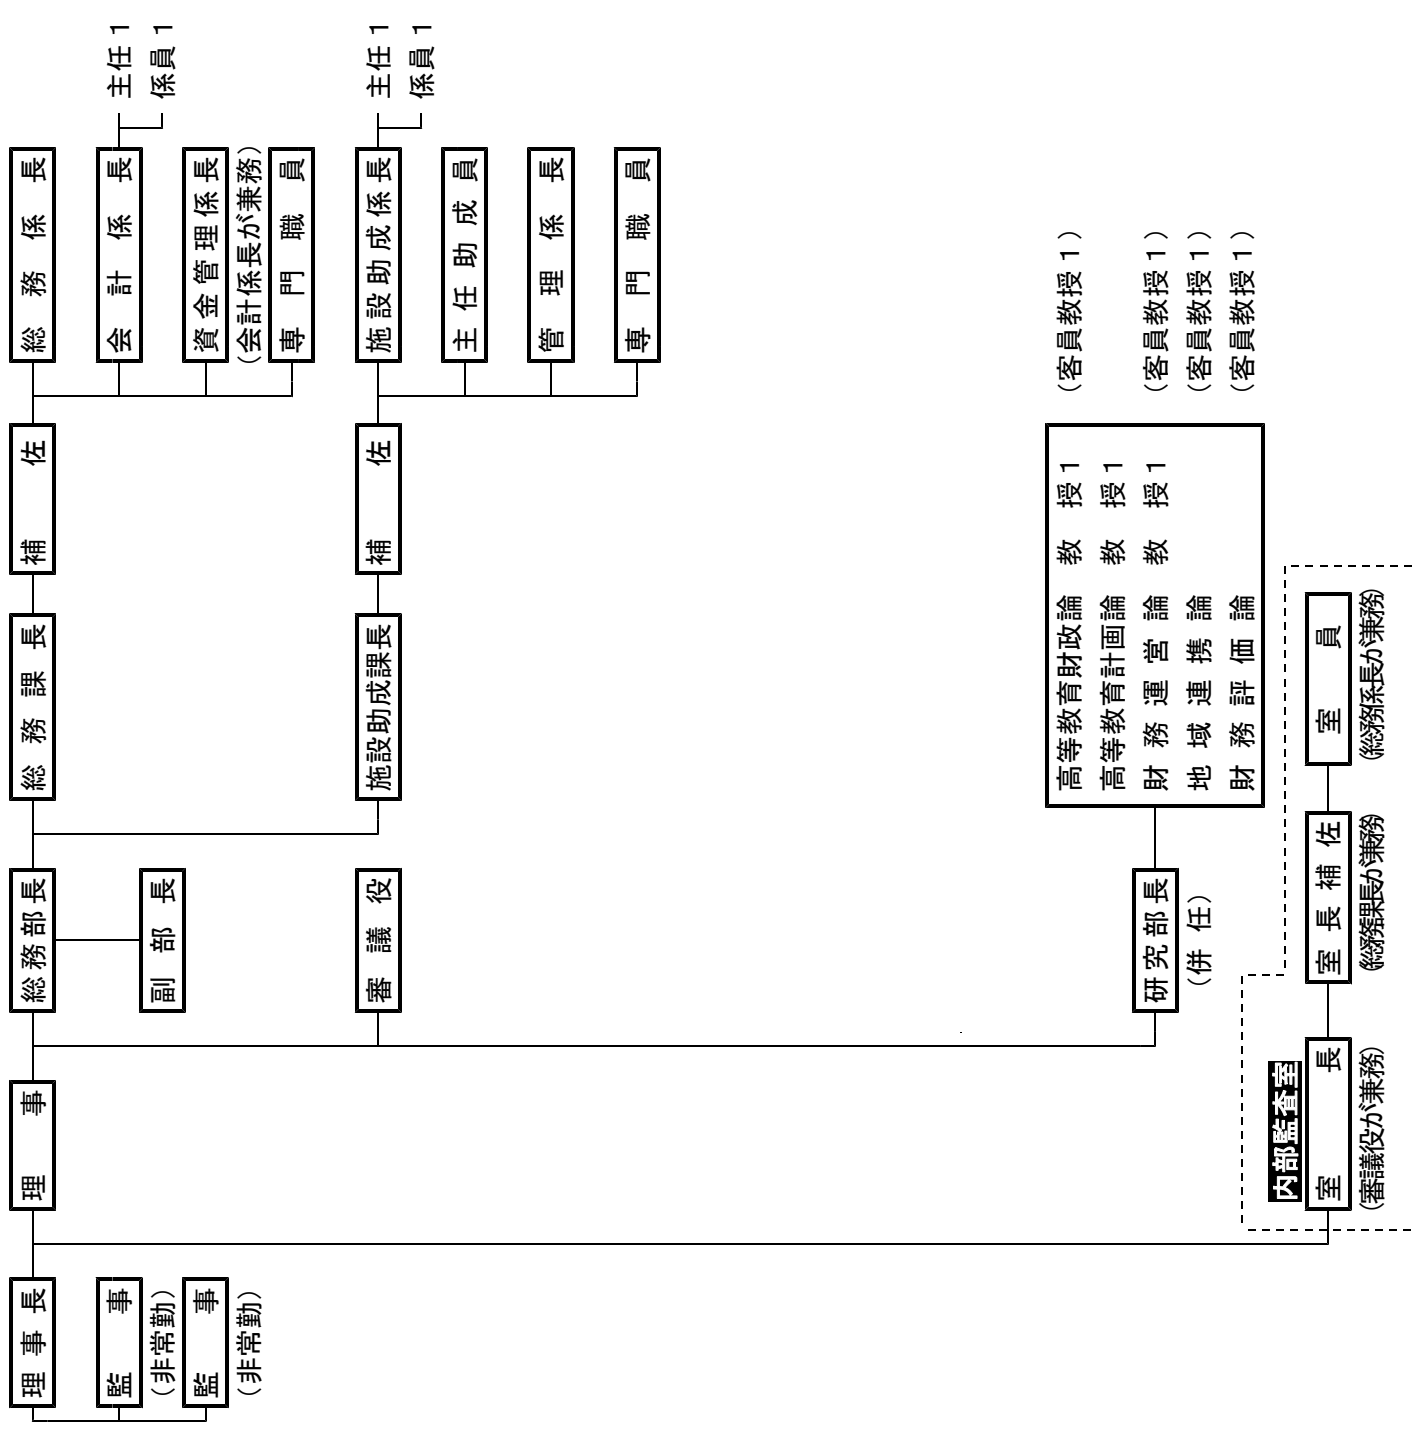 理事長
理事
総務部長
総務課長
補佐
総務係長
監事
会計係長
主任1
(非常勤)
副部長
係員1
監事
資金管理係長
(非常勤)
(会計係長が兼務)
専門職員
審議役
施設助成課長
補佐
施設助成係長
主任1
係員1
主任助成員
管理係長
専門職員
高等教育財政論 教授1 (客員教授1)
高等教育計画論 教授1
研究部長
財務運営論 教授1 (客員教授1)
(併任)
地域連携論 (客員教授1)
財務評価論 (客員教授1)
内部監査室
室長
室長補佐
室員
(審議役が兼務)
(総務課長が兼務)
(総務係長が兼務)